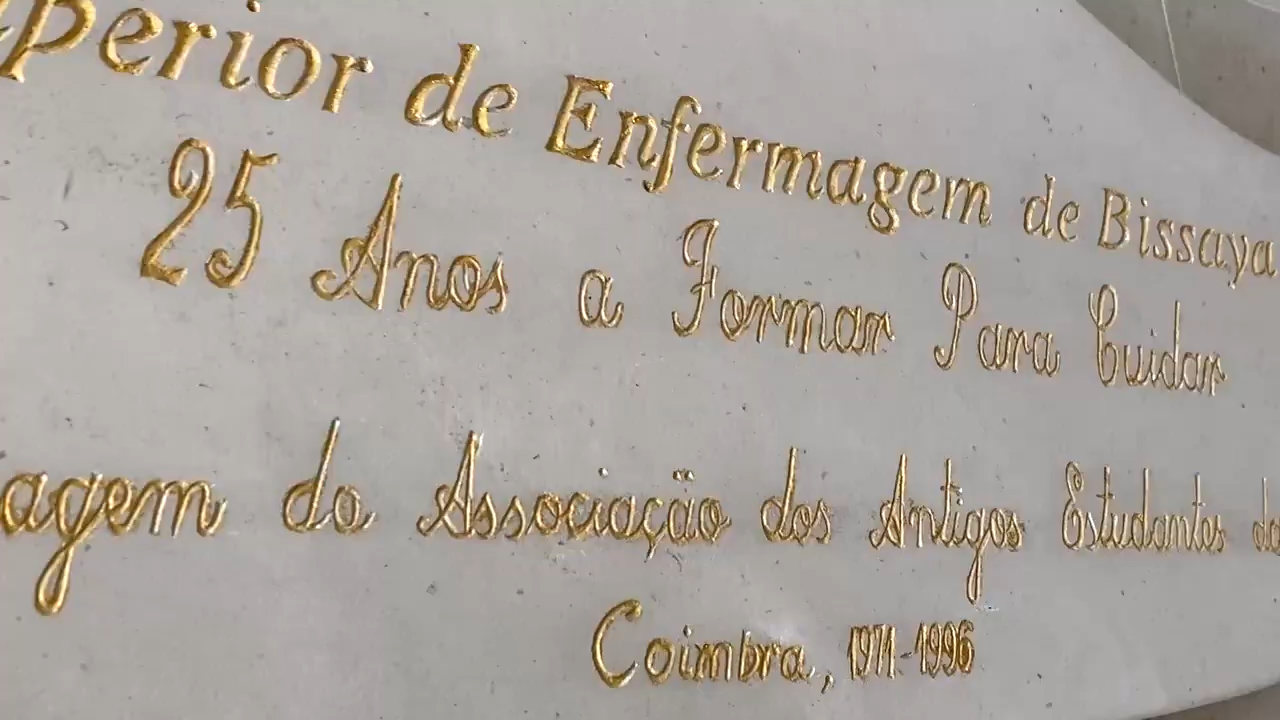 perior de Enfermagem de Bissaya
25 Anos a Formar Para Cuidar
agem da Associação dos Antigos Estudantes da
Coimbra, 1971-1996